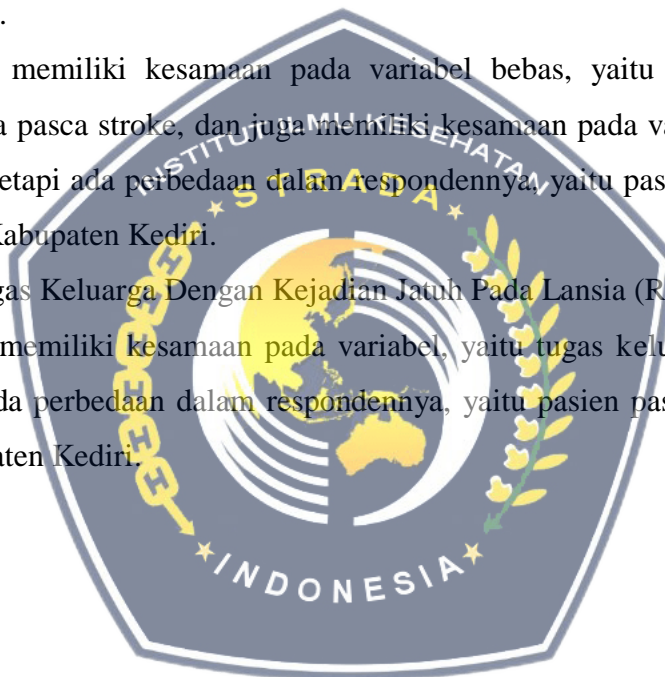 .
memiliki kesamaan pada variabel bebas, yaitu
a pasca stroke, dan juga memiliki kesamaan pada va
etapi ada perbedaan dalam respondennya, yaitu pas
Kabupaten Kediri.
gas Keluarga Dengan Kejadian Jatuh Pada Lansia (R
memiliki kesamaan pada variabel, yaitu tugas kelu
da perbedaan dalam respondennya, yaitu pasien pas
aten Kediri.
INSTITUT ILMU KESEHATAN
STRADA
INDONESIA